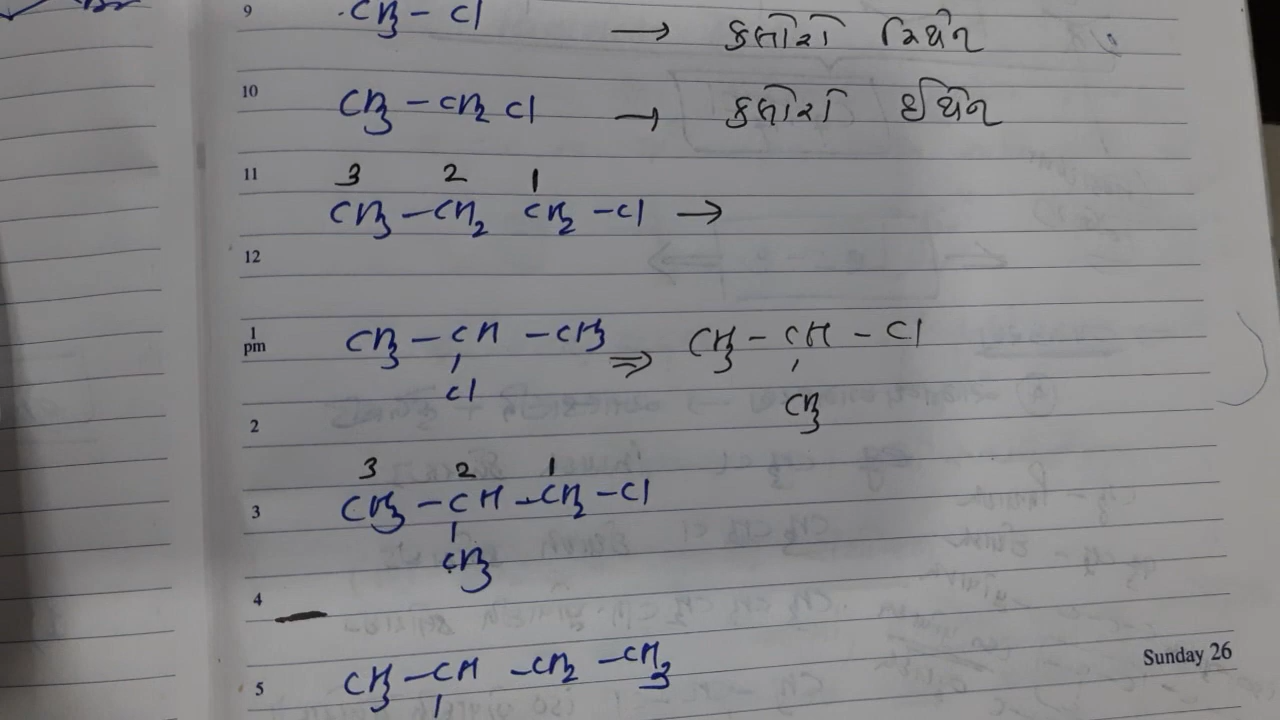 9 CH3 – Cl → ક્લોરો મિથેન
10 CH3 – CH2 Cl → ક્લોરો ઈથેન
11 3 2 1
CH3 – CH2 CH2 – Cl →
12
1 pm CH3 – CH – CH3 ⇒ CH3 – CH – Cl
Cl CH3
2
3 2 1
3 CH3 – CH – CH2 – Cl
CH3
4
Sunday 26
5 CH3 – CH – CH2 – CH3